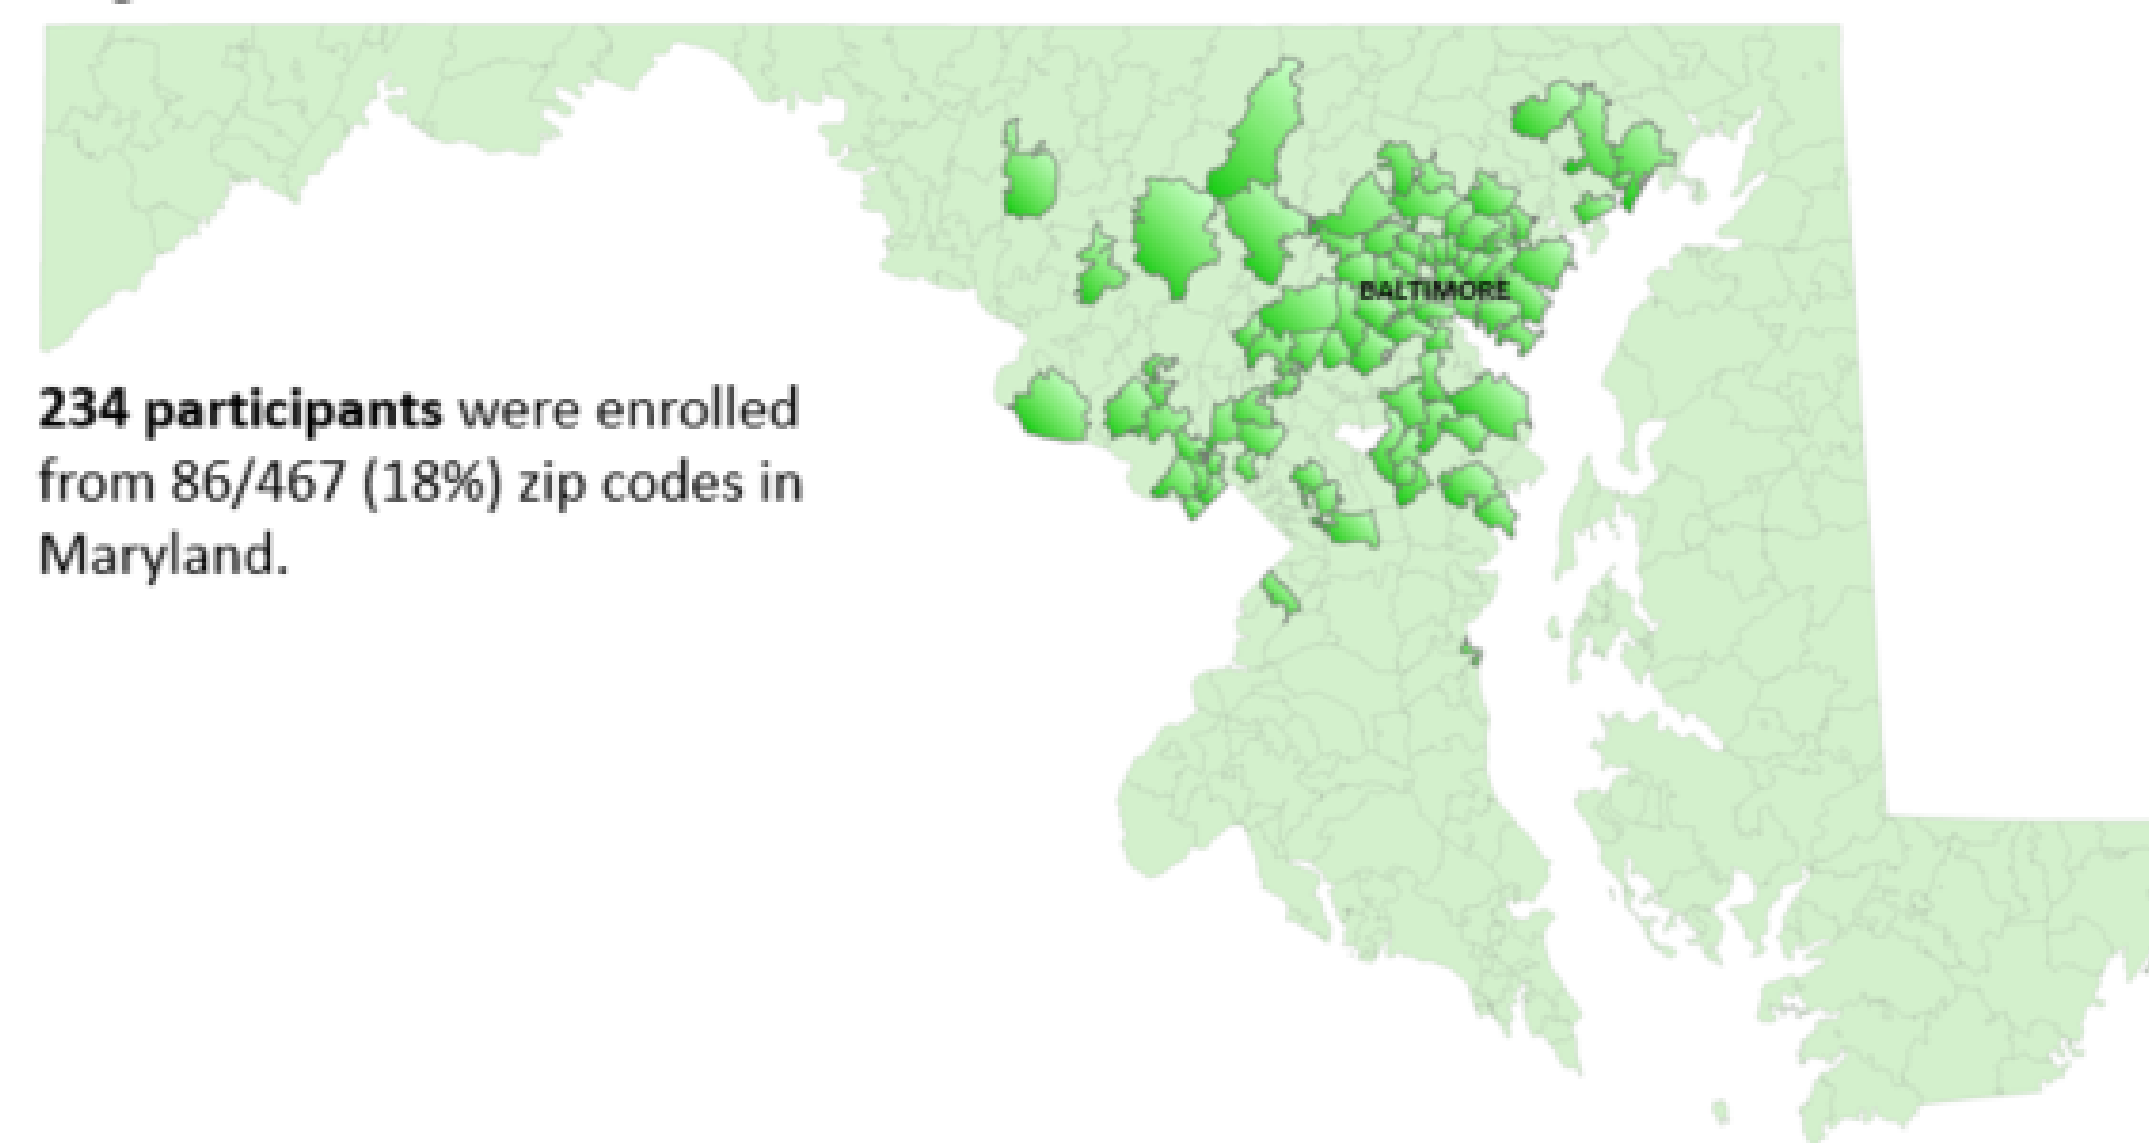 BALTIMORE
234 participants were enrolled
from 86/467 (18%) zip codes in
Maryland.